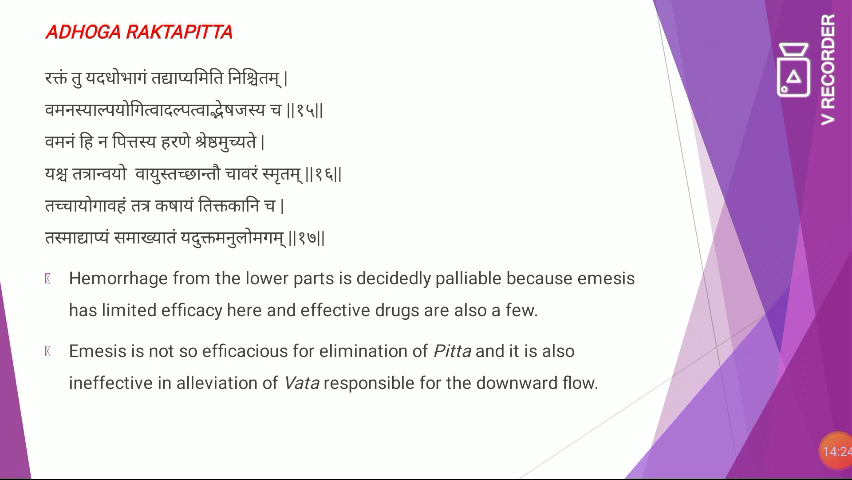 ADHOGA RAKTAPITTA
रक्तं तु यदधोभागं तद्याप्यमिति निश्चितम् |
वमनस्याल्पयोगित्वादल्पत्वाद्भेषजस्य च ||१५||
वमनं हि न पित्तस्य हरणे श्रेष्ठमुच्यते |
यश्च तत्रान्वयो वायुस्तच्छान्तौ चावरं स्मृतम् ||१६||
तच्चायोगावहं तत्र कषायं तिक्तकानि च |
तस्माद्याप्यं समाख्यातं यदुक्तमनुलोमगम् ||१७||
Hemorrhage from the lower parts is decidedly palliable because emesis
has limited efficacy here and effective drugs are also a few.
Emesis is not so efficacious for elimination of Pitta and it is also
ineffective in alleviation of Vata responsible for the downward flow.
V RECORDER
14:24